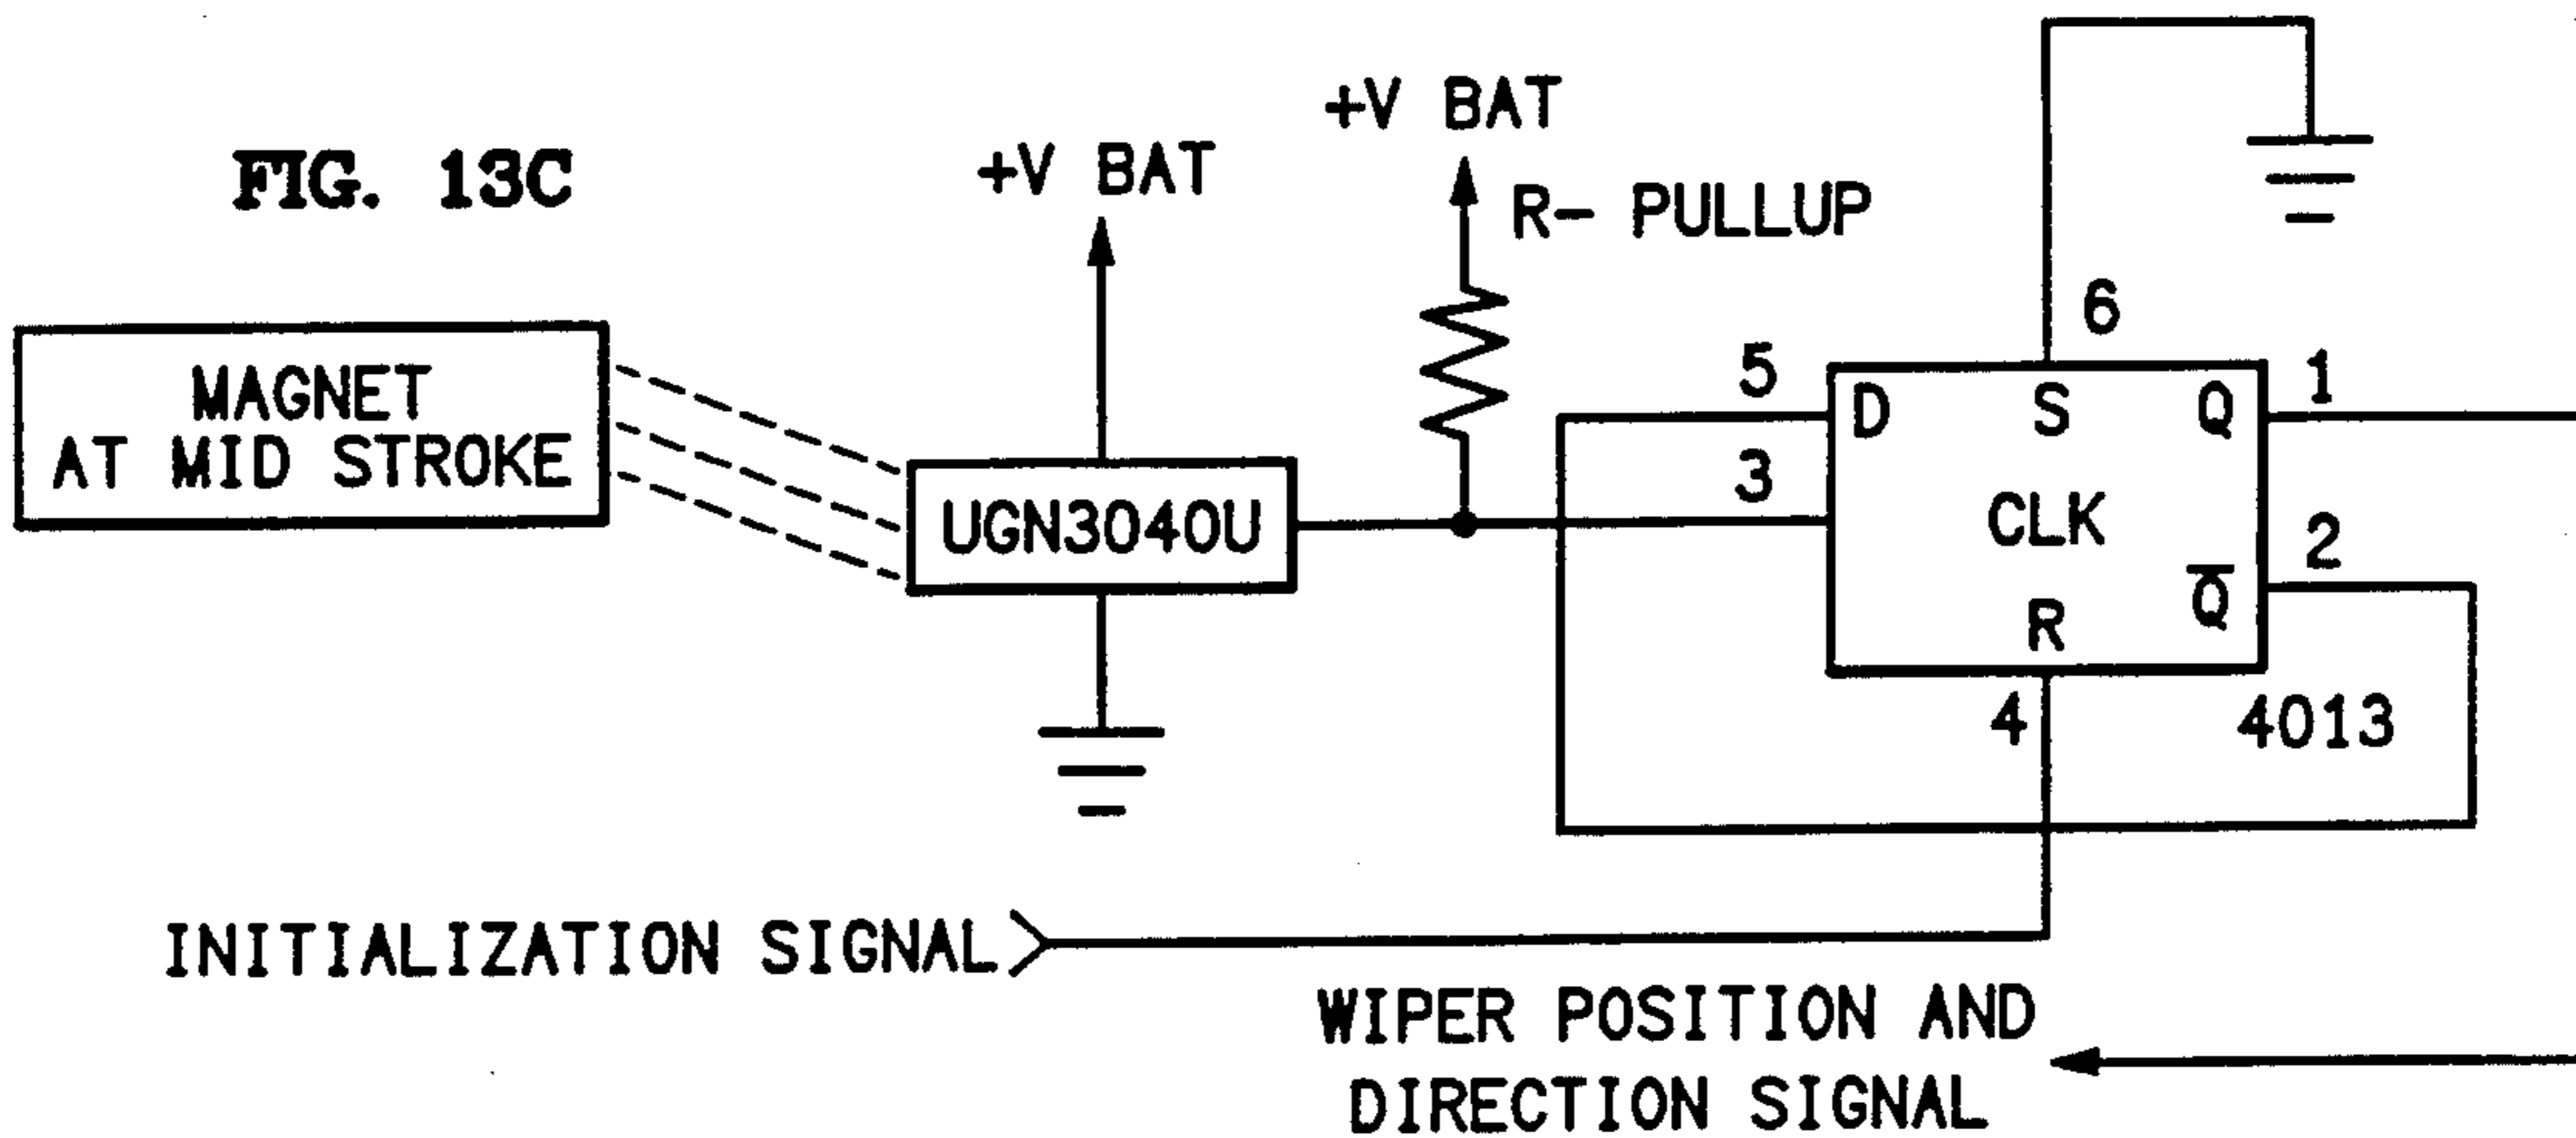 FIG. 13C
+V BAT
+V BAT
R- PULLUP
MAGNET
AT MID STROKE
UGN3040U
5
3
6
1
2
4
D
S
Q
CLK
R
Q̅
4013
INITIALIZATION SIGNAL
WIPER POSITION AND
DIRECTION SIGNAL